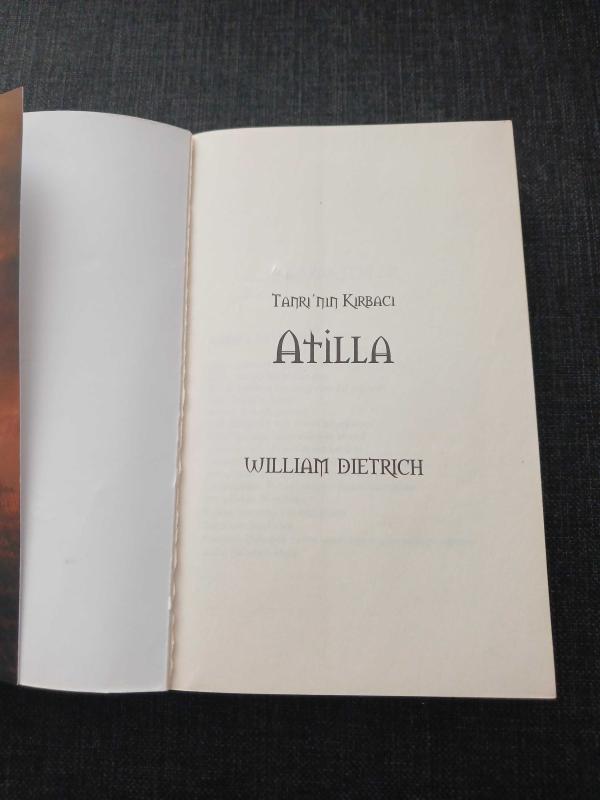 Tanrı'nın Kırbacı
Atilla
WILLIAM DIETRICH